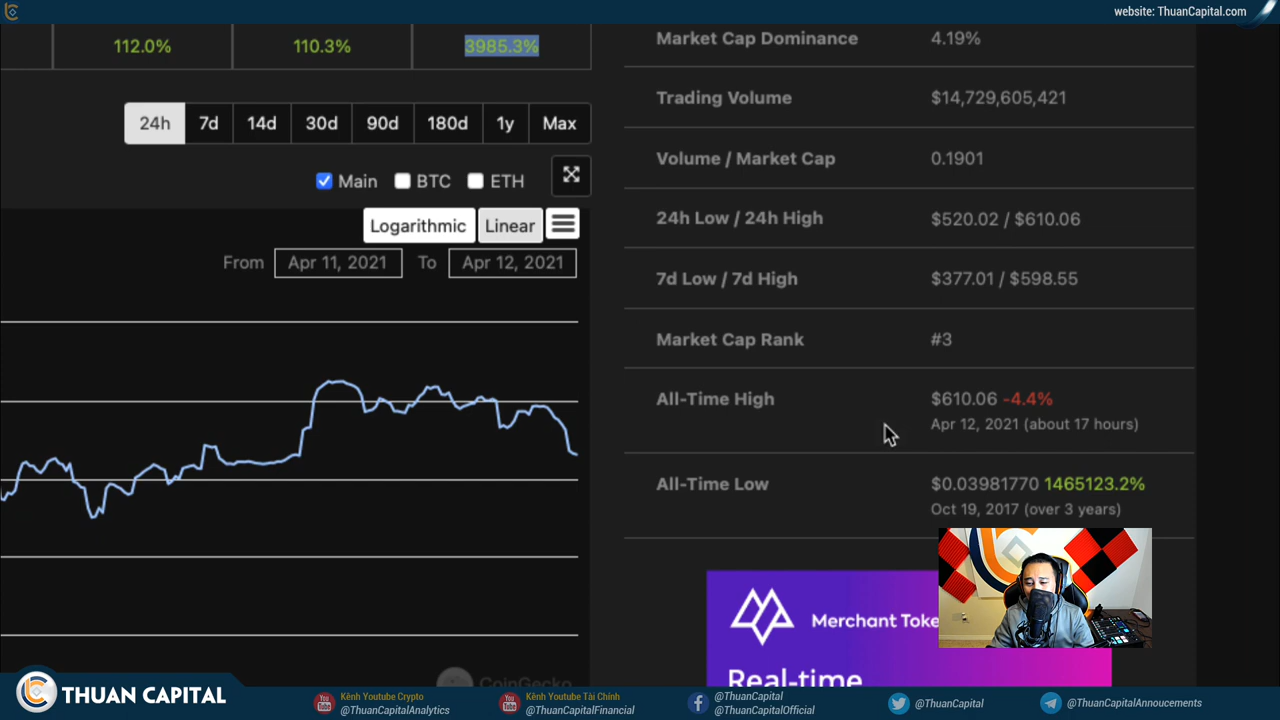 website: ThuanCapital.com
112.0%
110.3%
3985.3%
24h
7d
14d
30d
90d
180d
1y
Max
Main
BTC
ETH
Logarithmic
Linear
From
Apr 11, 2021
To
Apr 12, 2021
Market Cap Dominance
4.19%
Trading Volume
$14,729,605,421
Volume / Market Cap
0.1901
24h Low / 24h High
$520.02 / $610.06
7d Low / 7d High
$377.01 / $598.55
Market Cap Rank
#3
All-Time High
$610.06 -4.4%
Apr 12, 2021 (about 17 hours)
All-Time Low
$0.03981770 1465123.2%
Oct 19, 2017 (over 3 years)
Merchant Toke
Real-time
CoinGecko
THUAN CAPITAL
You Tube
Kênh Youtube Crypto
@ThuanCapitalAnalytics
You Tube
Kênh Youtube Tài Chính
@ThuanCapitalFinancial
@ThuanCapital
@ThuanCapitalOfficial
@ThuanCapital
@ThuanCapitalAnnoucements